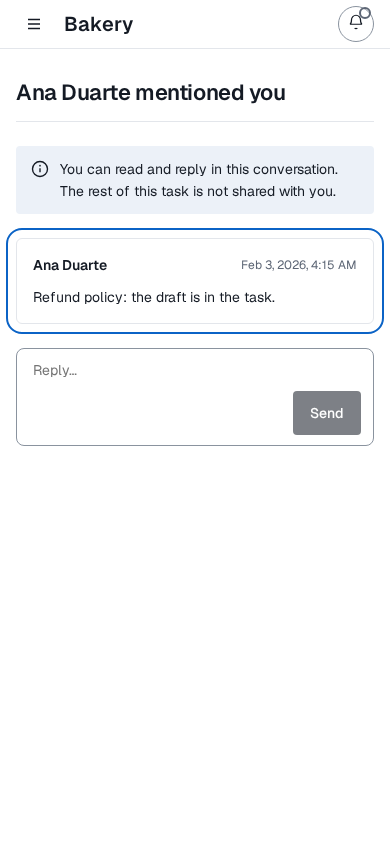 Bakery
Ana Duarte mentioned you
You can read and reply in this conversation.
The rest of this task is not shared with you.
Ana Duarte Feb 3, 2026, 4:15 AM
Refund policy: the draft is in the task.
Reply...
Send